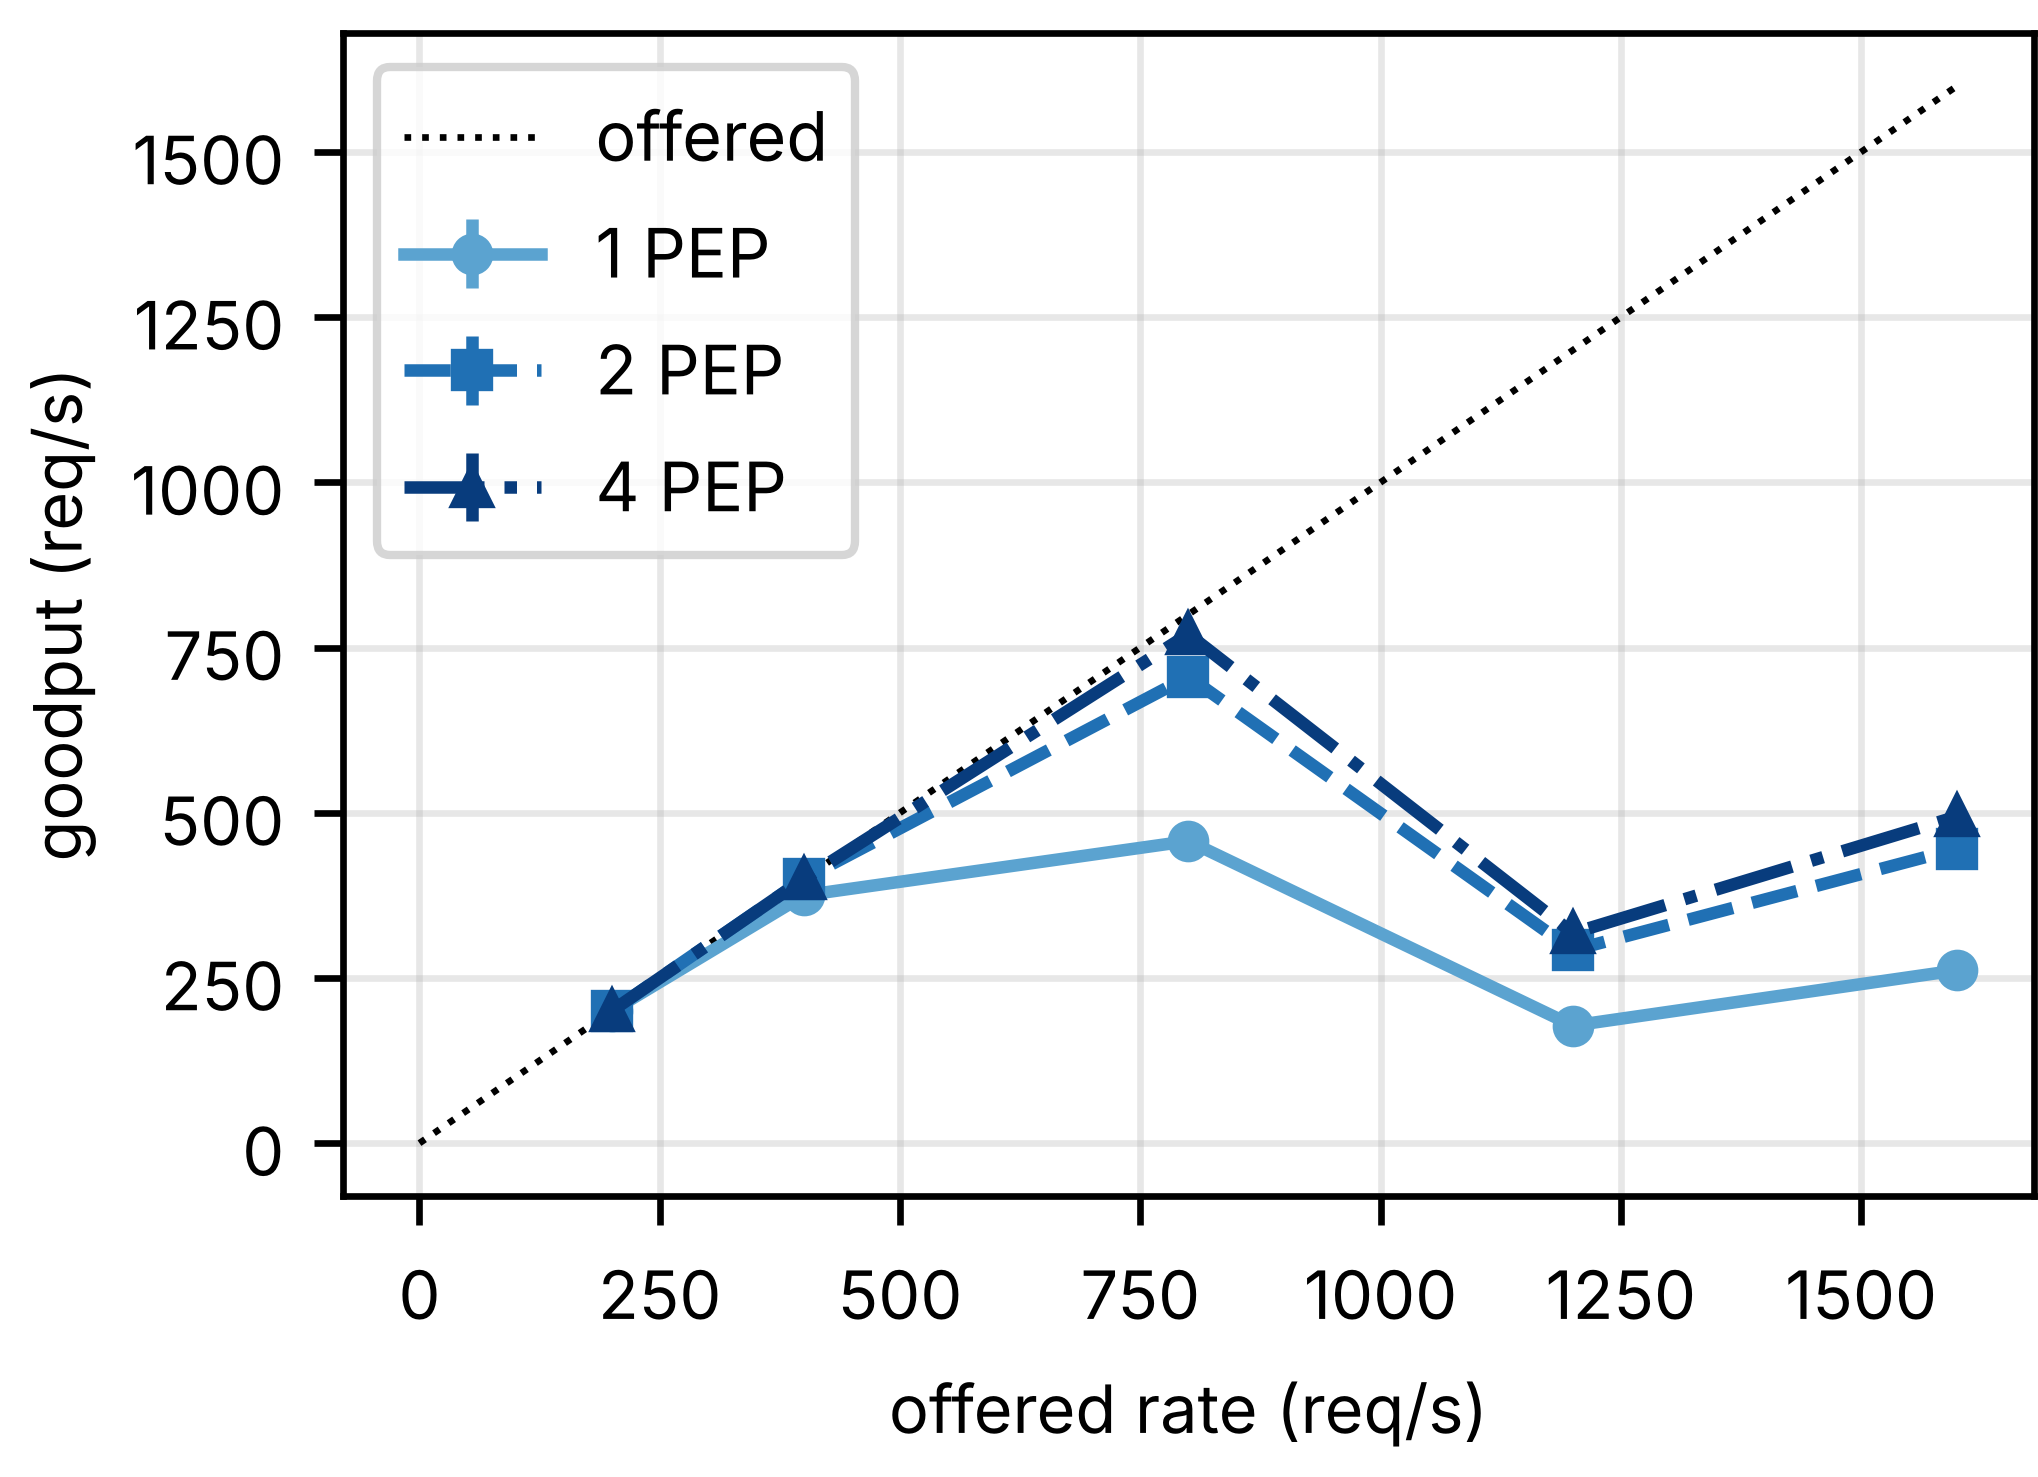 offered
1 PEP
2 PEP
4 PEP
goodput (req/s)
1500
1250
1000
750
500
250
0
0 250 500 750 1000 1250 1500
offered rate (req/s)